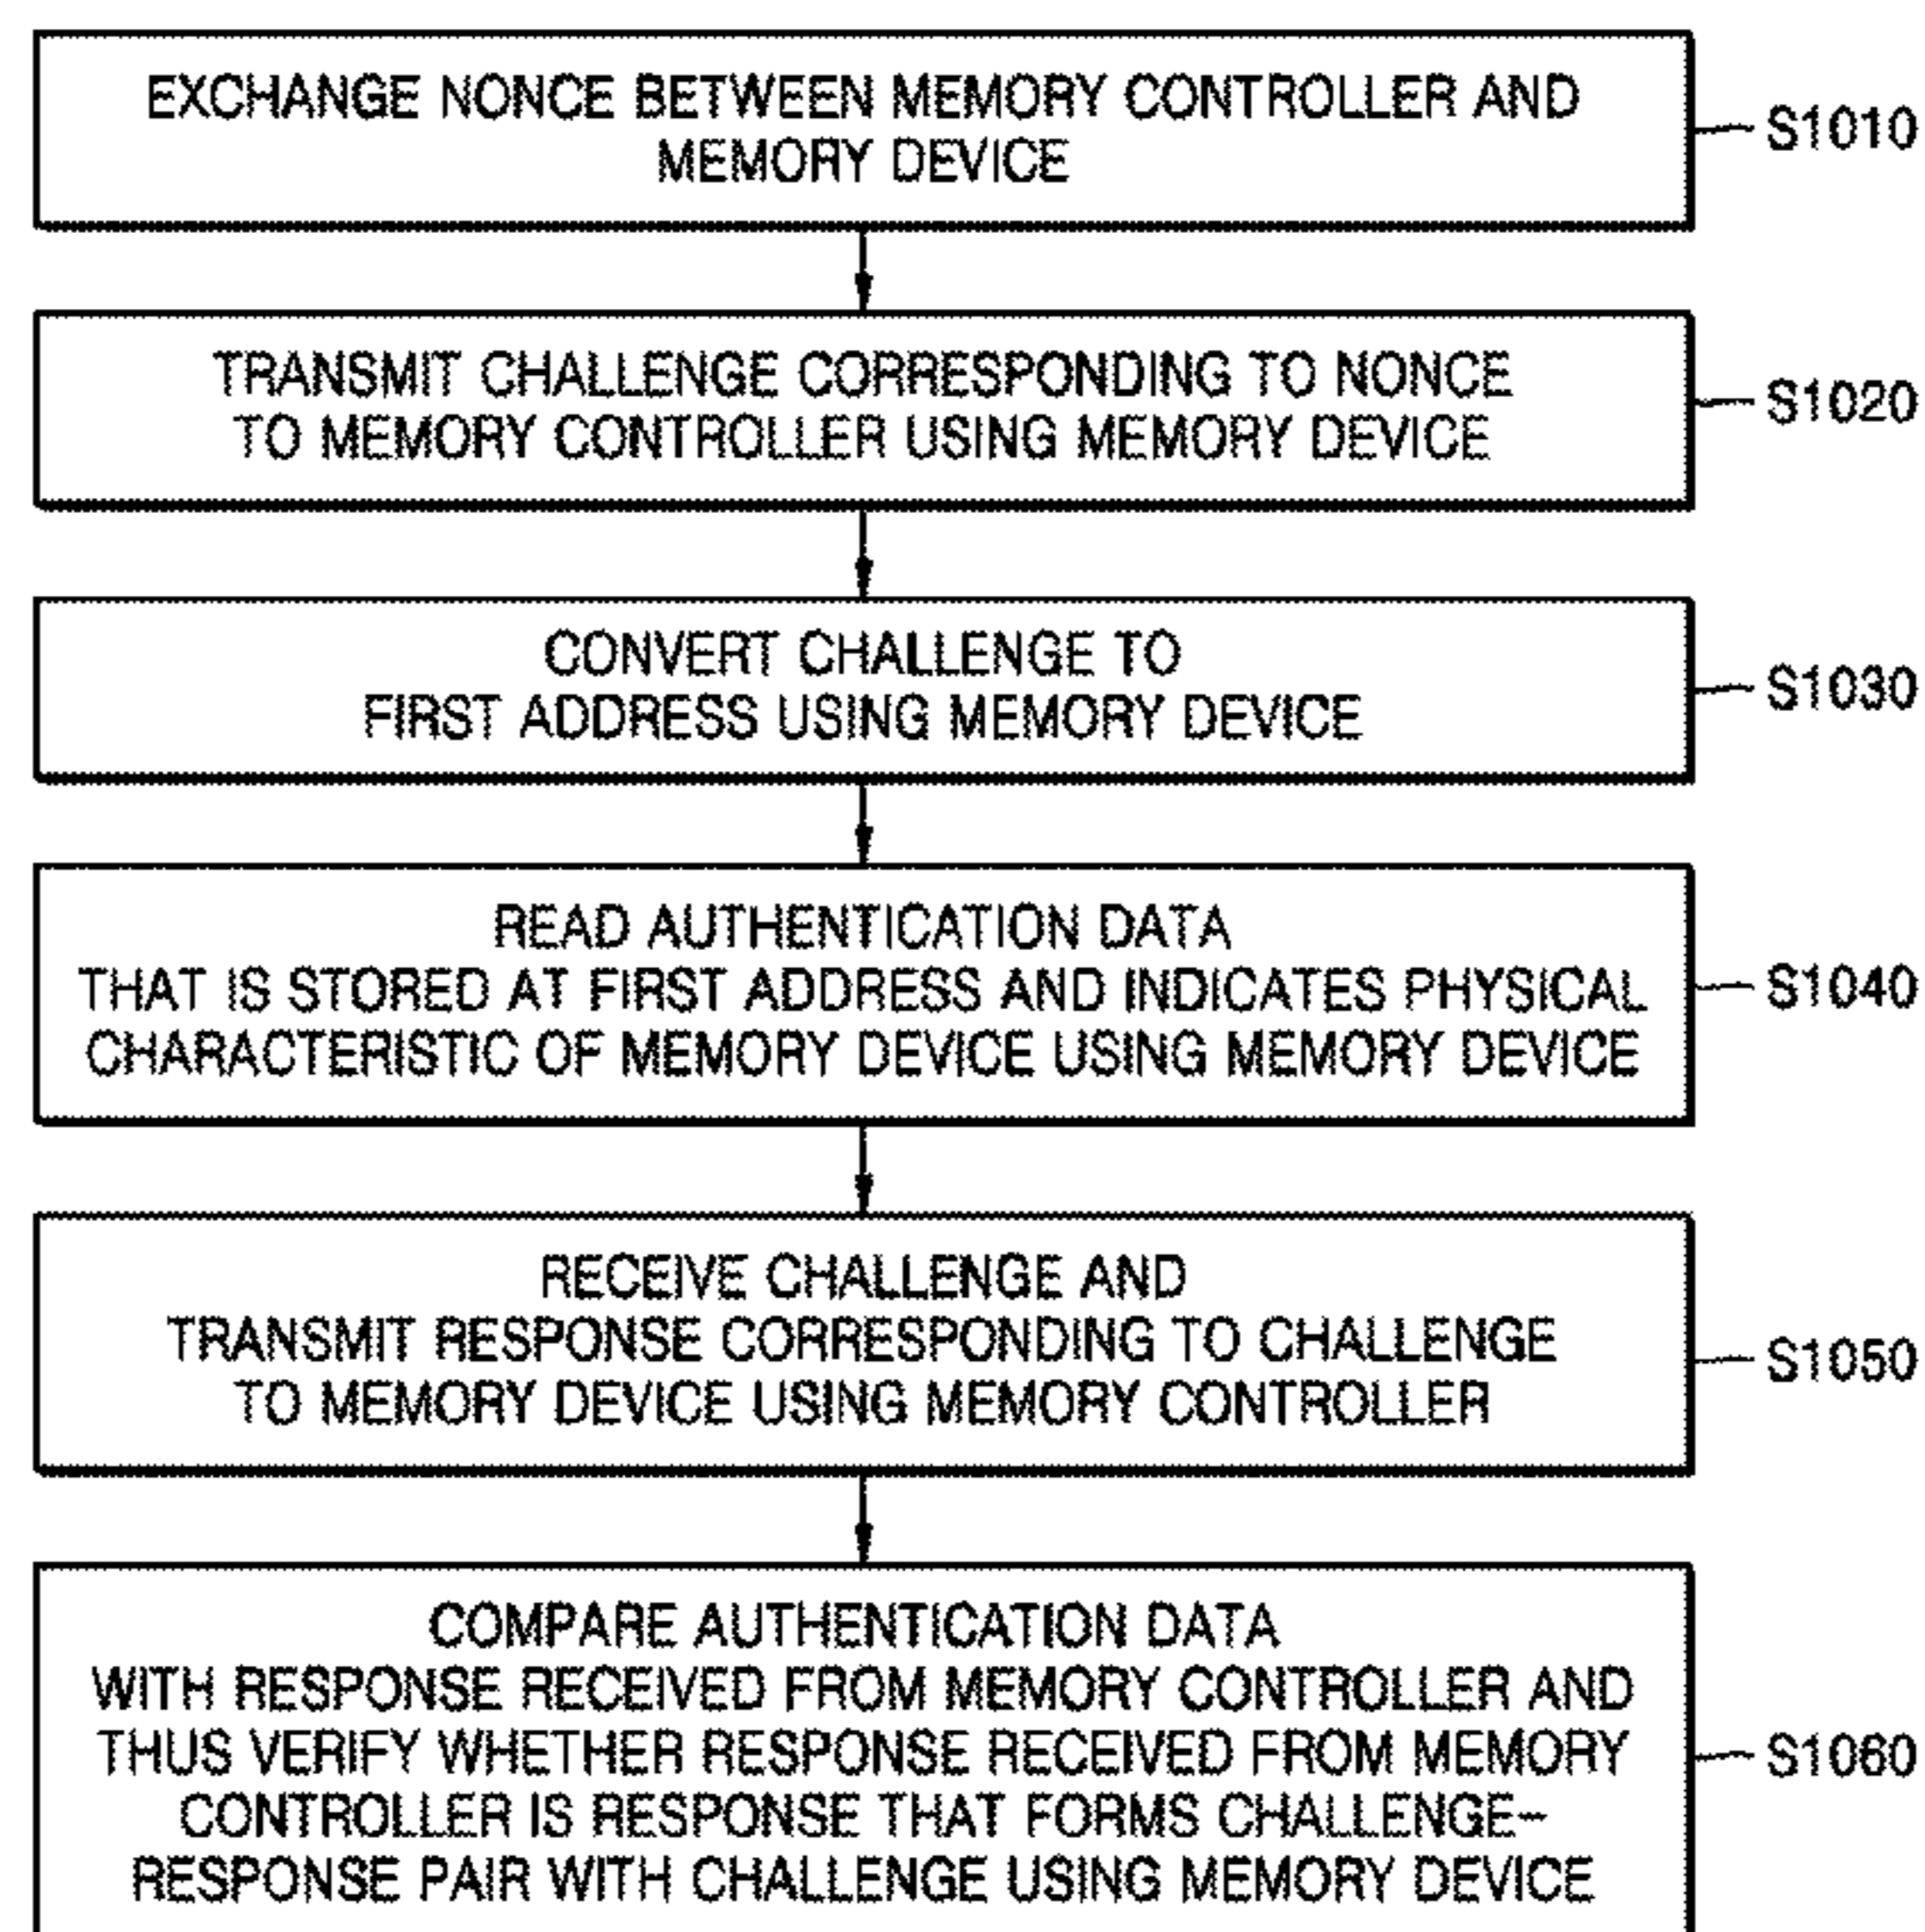 EXCHANGE NONCE BETWEEN MEMORY CONTROLLER AND
MEMORY DEVICE
S1010
TRANSMIT CHALLENGE CORRESPONDING TO NONCE
TO MEMORY CONTROLLER USING MEMORY DEVICE
S1020
CONVERT CHALLENGE TO
FIRST ADDRESS USING MEMORY DEVICE
S1030
READ AUTHENTICATION DATA
THAT IS STORED AT FIRST ADDRESS AND INDICATES PHYSICAL
CHARACTERISTIC OF MEMORY DEVICE USING MEMORY DEVICE
S1040
RECEIVE CHALLENGE AND
TRANSMIT RESPONSE CORRESPONDING TO CHALLENGE
TO MEMORY DEVICE USING MEMORY CONTROLLER
S1050
COMPARE AUTHENTICATION DATA
WITH RESPONSE RECEIVED FROM MEMORY CONTROLLER AND
THUS VERIFY WHETHER RESPONSE RECEIVED FROM MEMORY
CONTROLLER IS RESPONSE THAT FORMS CHALLENGE-
RESPONSE PAIR WITH CHALLENGE USING MEMORY DEVICE
S1060